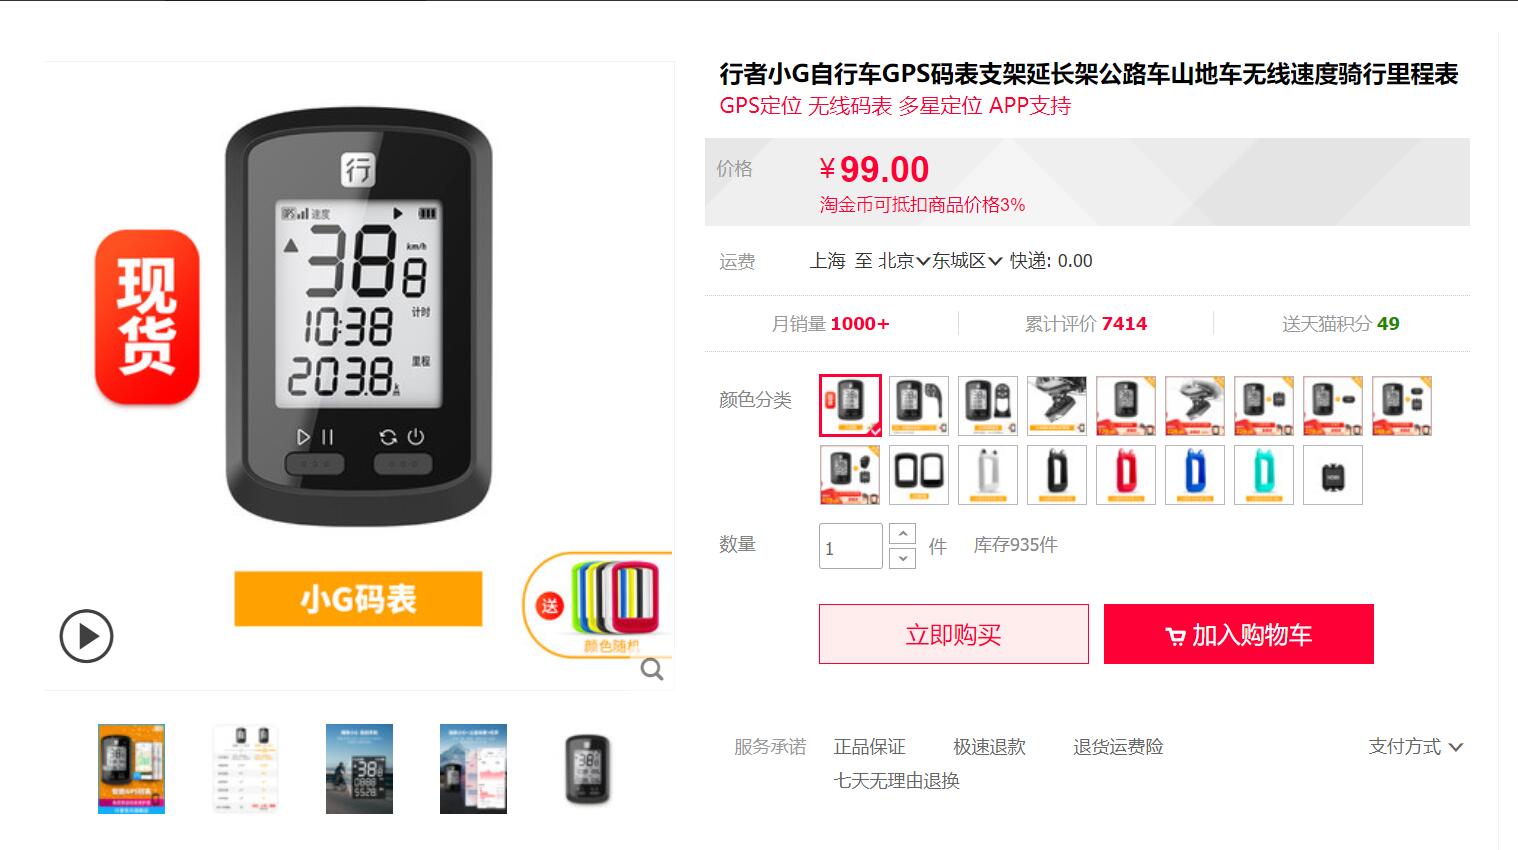 行者小G自行车GPS码表支架延长架公路车山地车无线速度骑行里程表
GPS定位 无线码表 多星定位 APP支持
价格
¥99.00
淘金币可抵扣商品价格3%
运费
上海 至 北京 东城区 快递: 0.00
月销量 1000+
累计评价 7414
送天猫积分 49
颜色分类
数量
1
件
库存935件
立即购买
加入购物车
服务承诺
正品保证
极速退款
退货运费险
支付方式
七天无理由退换
行
GPS
速度
38
8
km/h
计时
10:38
里程
203.8
现货
小G码表
送
颜色随机